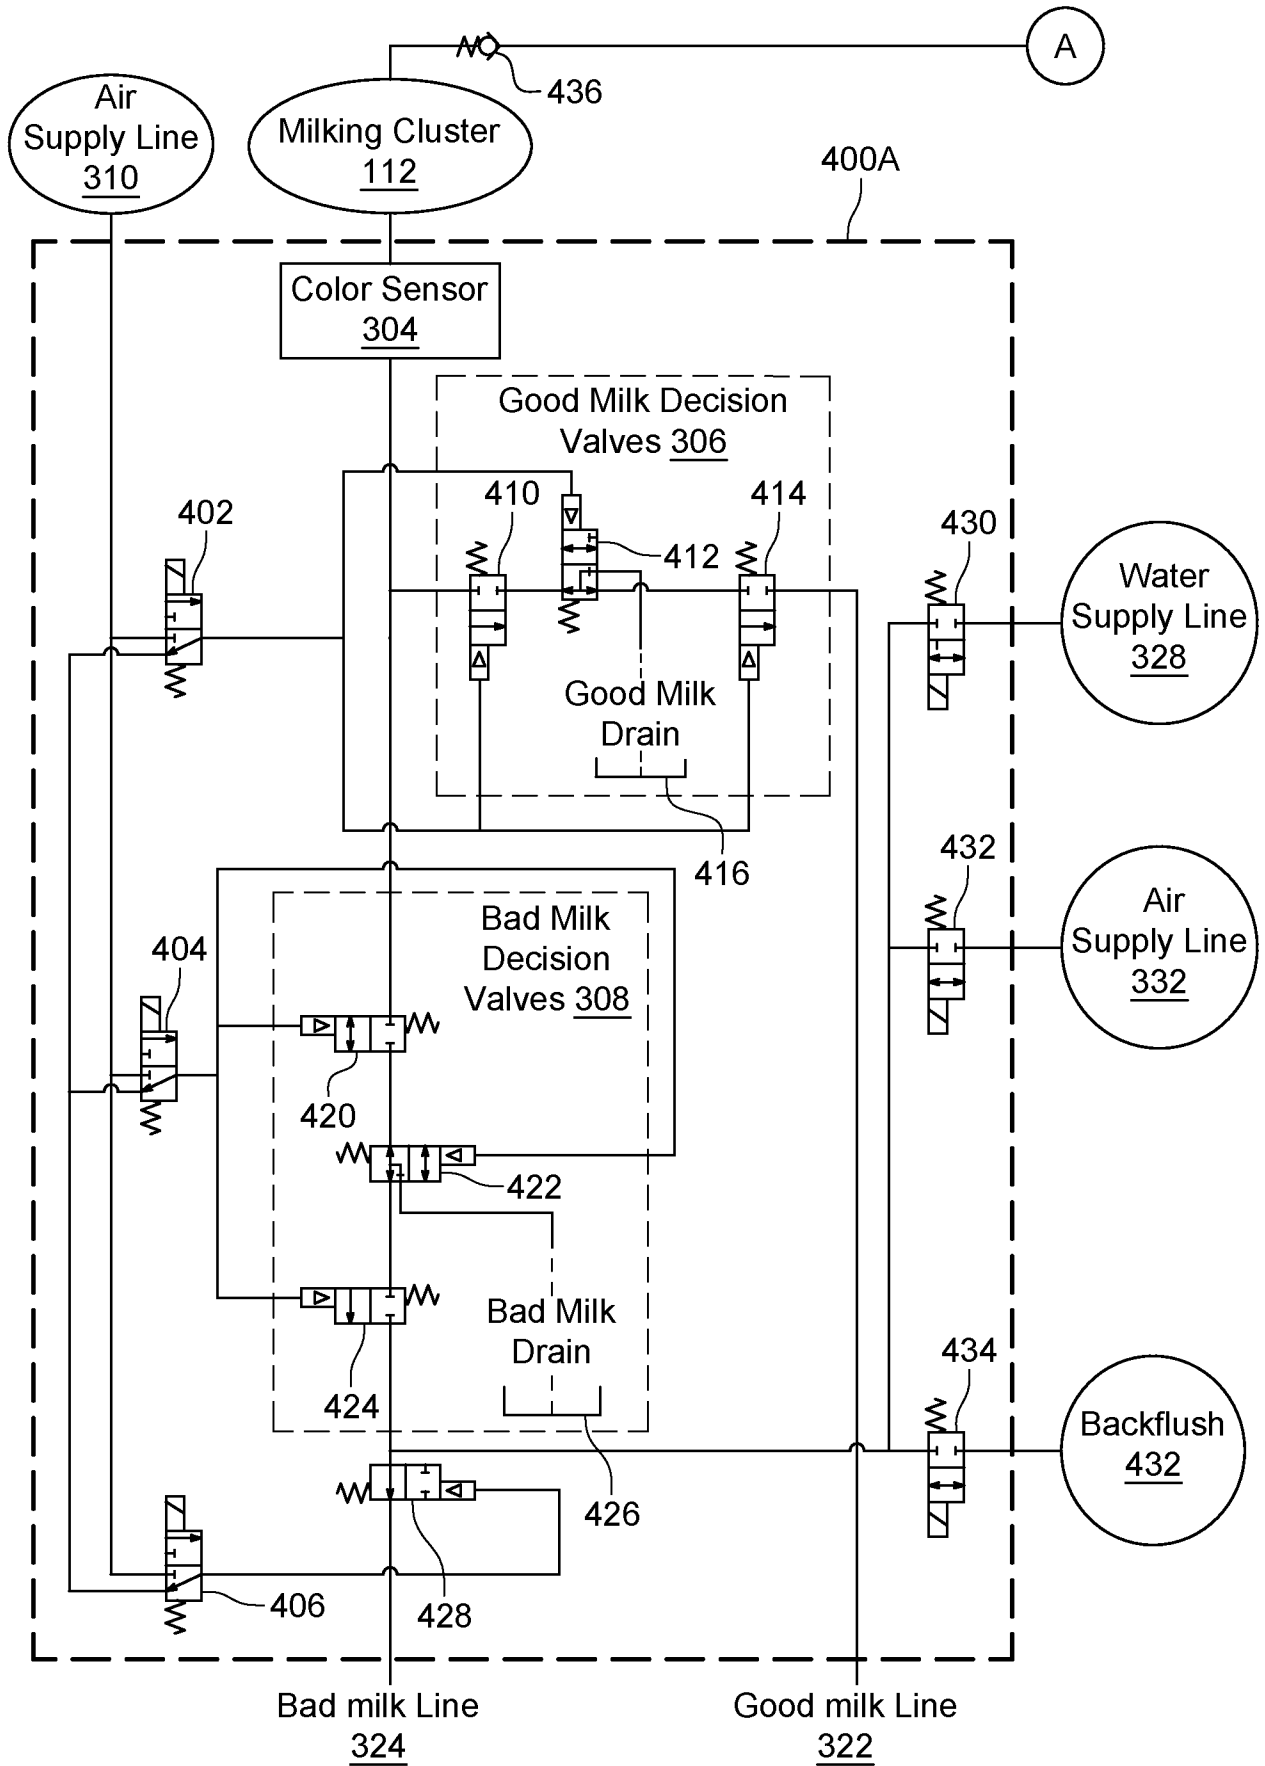 A
436
Air
Supply Line
310
Milking Cluster
112
400A
Color Sensor
304
Good Milk Decision
Valves 306
402
410
412
414
430
Water
Supply Line
328
Good Milk
Drain
416
432
Air
Supply Line
332
404
Bad Milk
Decision
Valves 308
420
422
424
Bad Milk
Drain
426
434
Backflush
432
406
428
Bad milk Line
324
Good milk Line
322